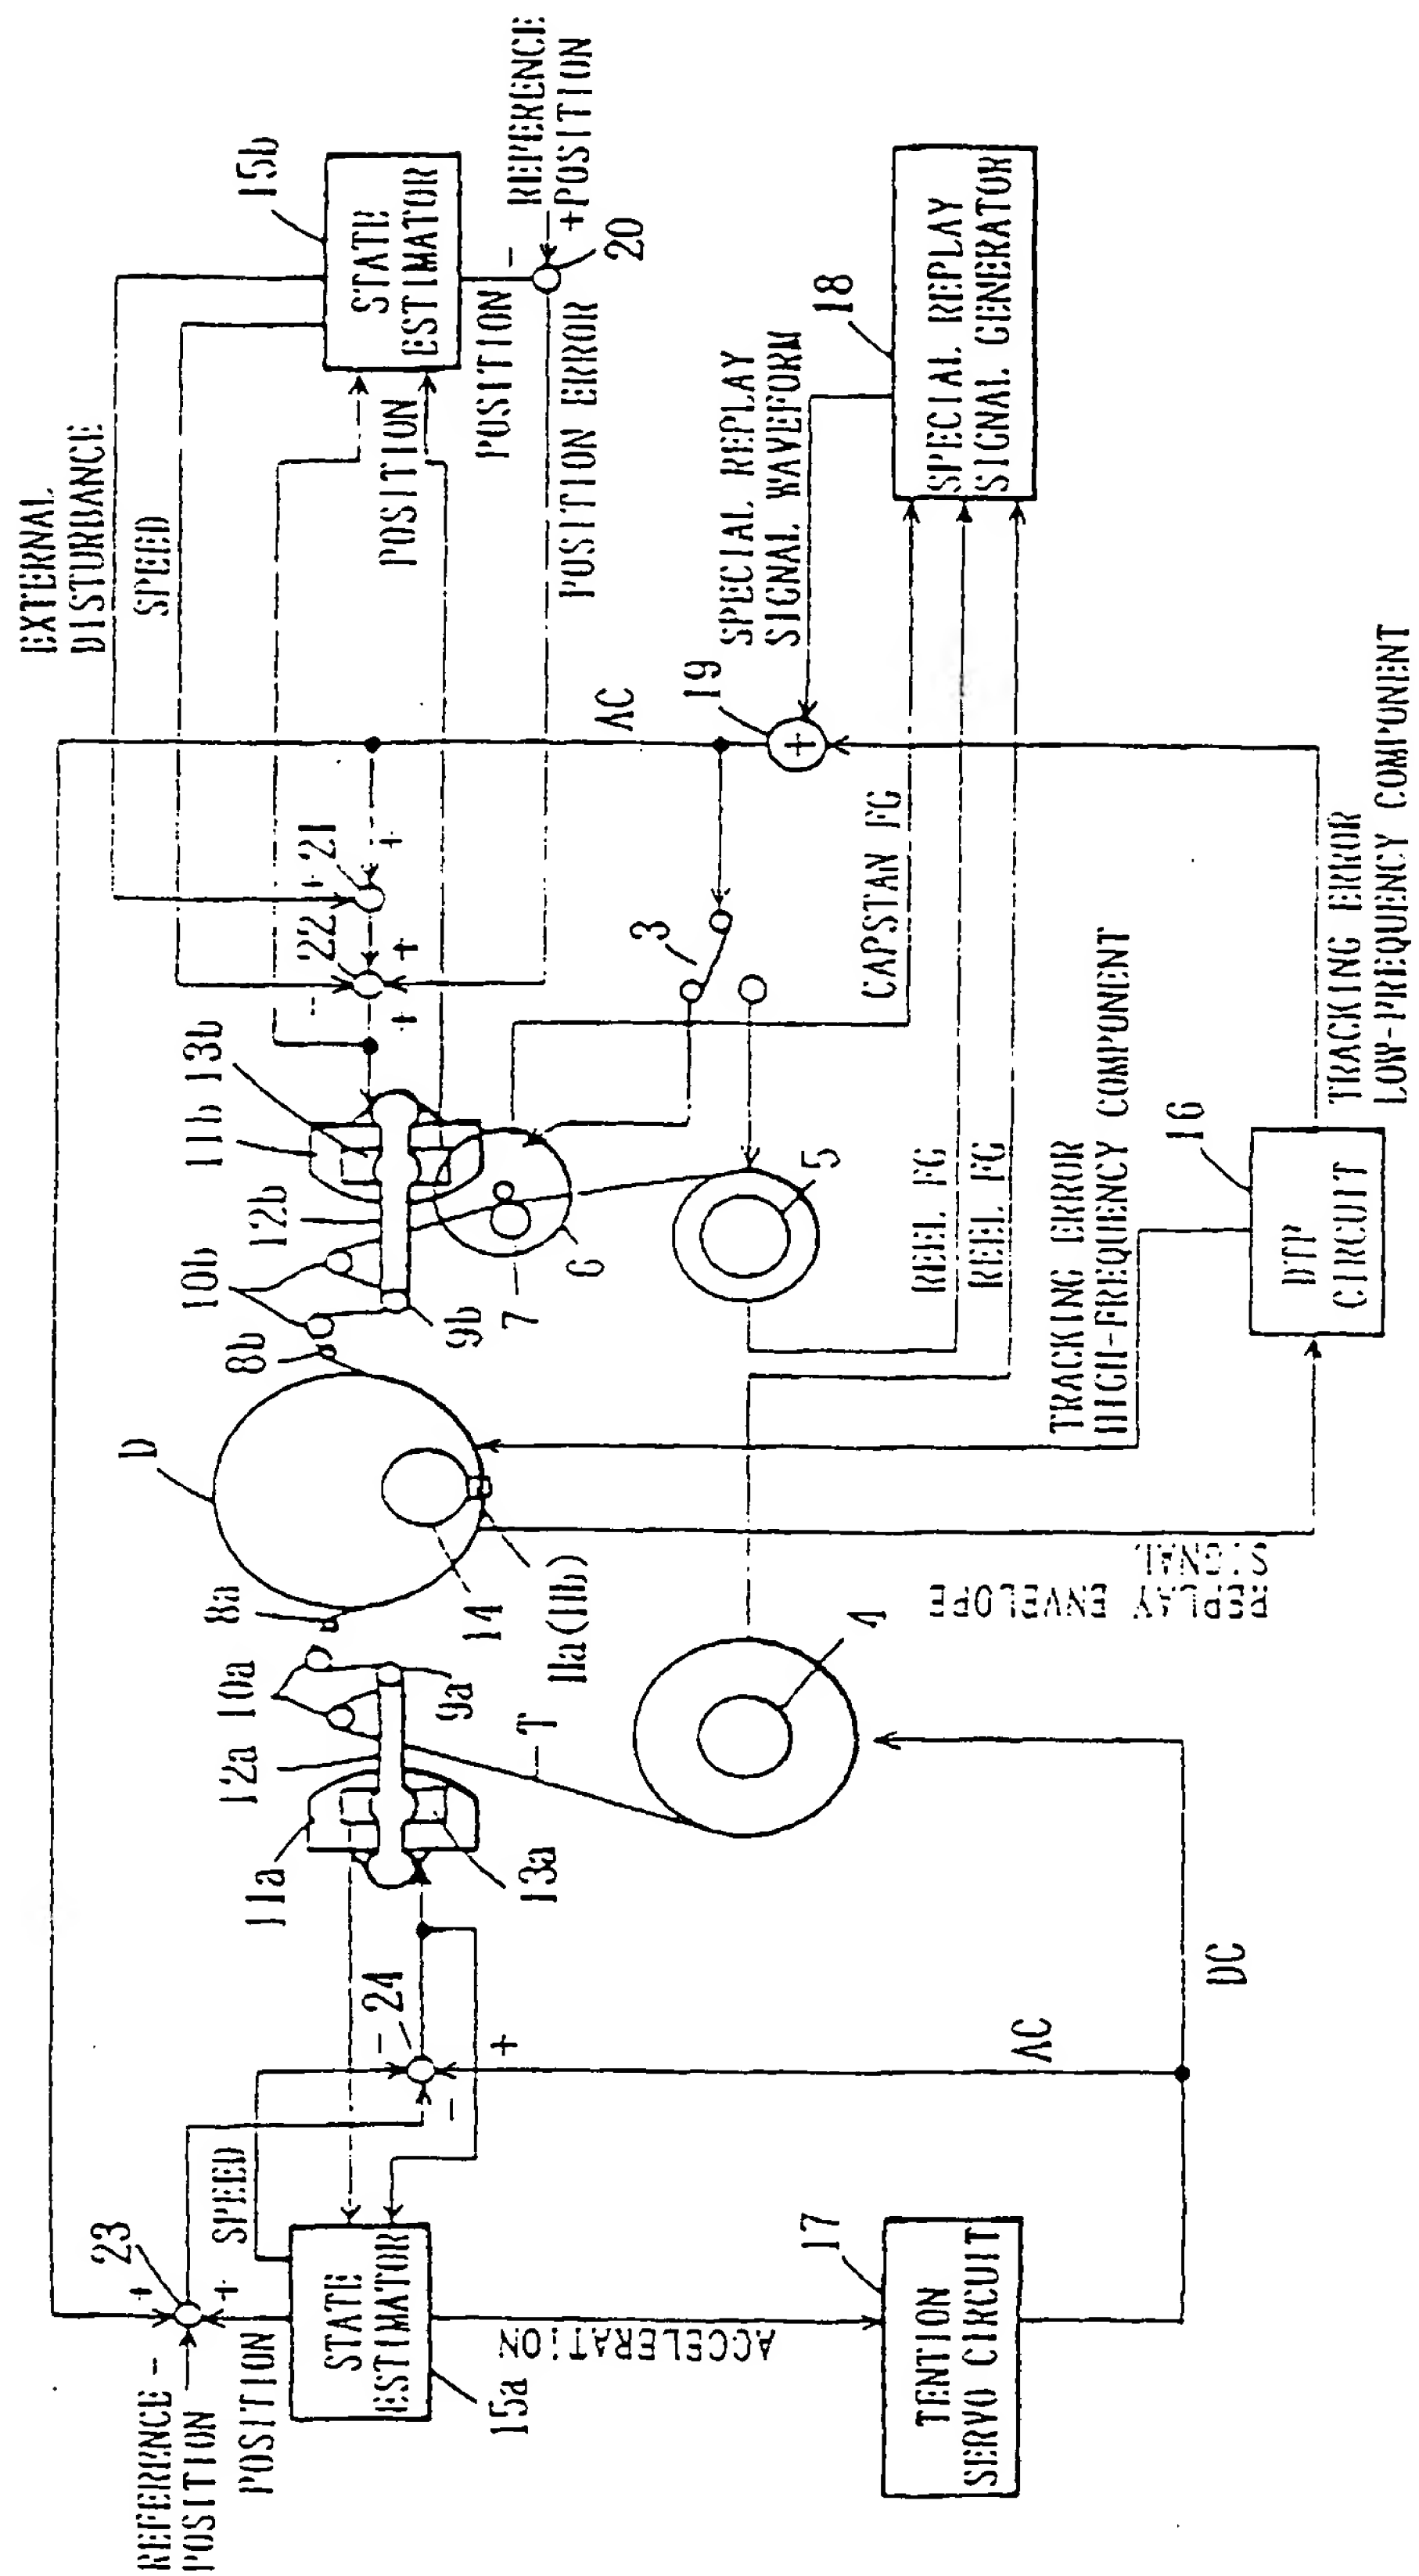 EXTERNAL
DISTURBANCE
SPEED
15b
STATE
ESTIMATOR
POSITION
POSITION
-
REFERENCE
+POSITION
20
POSITION ERROR
AC
+
+
21
-
22
+
+
11b
13b
12b
10b
8b
9b
7
6
3
5
D
8a
14
11a(11b)
10a
12a
9a
T
11a
13a
4
24
-
+
-
SPEED
23
+
+
REFERENCE -
POSITION
POSITION
STATE
ESTIMATOR
15a
ACCELERATION
17
TENTION
SERVO CIRCUIT
AC
DC
SPECIAL REPLAY
SIGNAL WAVEFORM
18
SPECIAL REPLAY
SIGNAL GENERATOR
19
+
CAPSTAN FG
REEL FG
REEL FG
TRACKING ERROR
HIGH-FREQUENCY COMPONENT
16
DTF
CIRCUIT
TRACKING ERROR
LOW-FREQUENCY COMPONENT
REPLAY ENVELOPE
SIGNAL